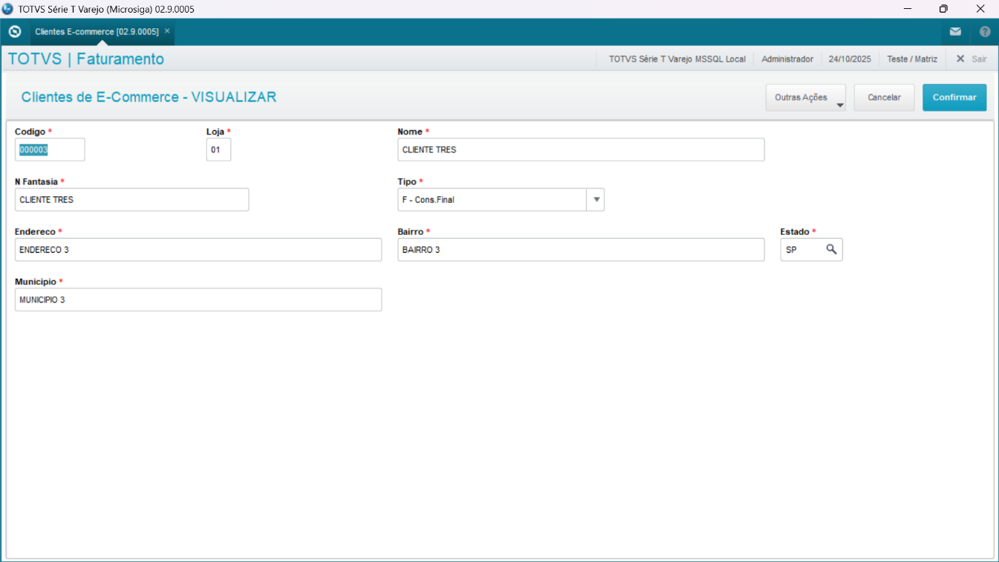 TOTVS Série T Varejo (Microsiga) 02.9.0005
Clientes E-commerce [02.9.0005] ×
TOTVS | Faturamento
TOTVS Série T Varejo MSSQL Local
Administrador
24/10/2025
Teste / Matriz
Sair
Clientes de E-Commerce - VISUALIZAR
Outras Ações
Cancelar
Confirmar
Codigo *
Loja *
Nome *
000003
01
CLIENTE TRES
N Fantasia *
Tipo *
CLIENTE TRES
F - Cons.Final
Endereco *
Bairro *
Estado *
ENDERECO 3
BAIRRO 3
SP
Municipio *
MUNICIPIO 3